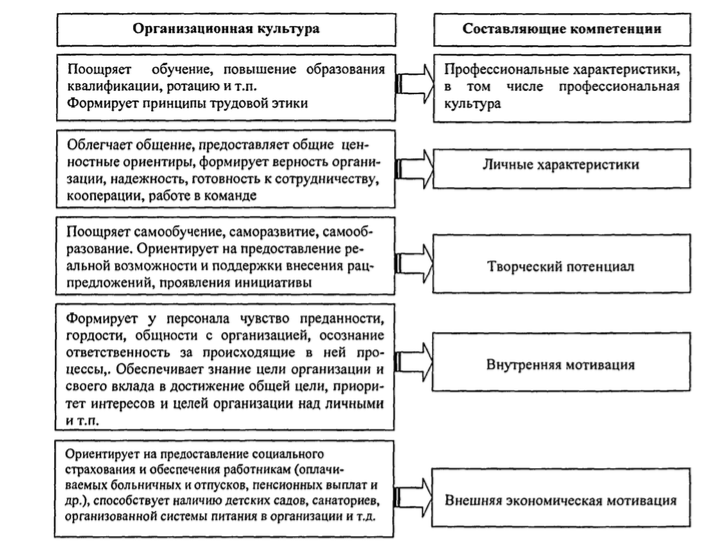 Организационная культура
Составляющие компетенции
Поощряет обучение, повышение образования
квалификации, ротацию и т.п.
Формирует принципы трудовой этики
Профессиональные характеристики,
в том числе профессиональная
культура
Облегчает общение, предоставляет общие цен-
ностные ориентиры, формирует верность органи-
зации, надежность, готовность к сотрудничеству,
кооперации, работе в команде
Личные характеристики
Поощряет самообучение, саморазвитие, самооб-
разование. Ориентирует на предоставление ре-
альной возможности и поддержки внесения рац-
предложений, проявления инициативы
Творческий потенциал
Формирует у персонала чувство преданности,
гордости, общности с организацией, осознание
ответственность за происходящие в ней про-
цессы,. Обеспечивает знание цели организации и
своего вклада в достижение общей цели, приори-
тет интересов и целей организации над личными
и т.п.
Внутренняя мотивация
Ориентирует на предоставление социального
страхования и обеспечения работникам (оплачи-
ваемых больничных и отпусков, пенсионных выплат и
др.), способствует наличию детских садов, санаториев,
организованной системы питания в организации и т.д.
Внешняя экономическая мотивация